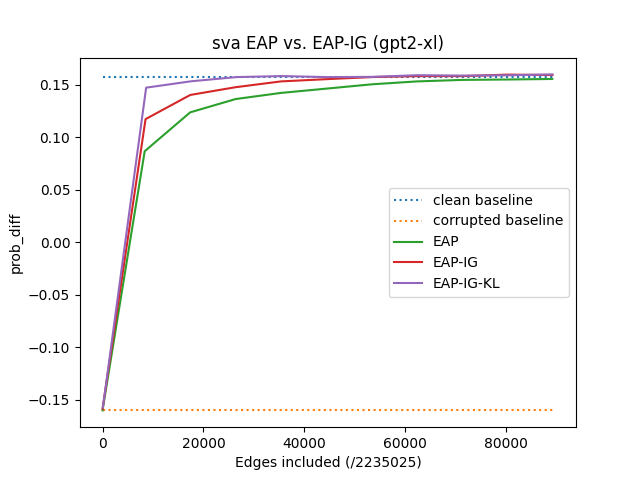 sva EAP vs. EAP-IG (gpt2-xl)
0.15
0.10
0.05
0.00
−0.05
−0.10
−0.15
prob_diff
clean baseline
corrupted baseline
EAP
EAP-IG
EAP-IG-KL
0 20000 40000 60000 80000
Edges included (/2235025)